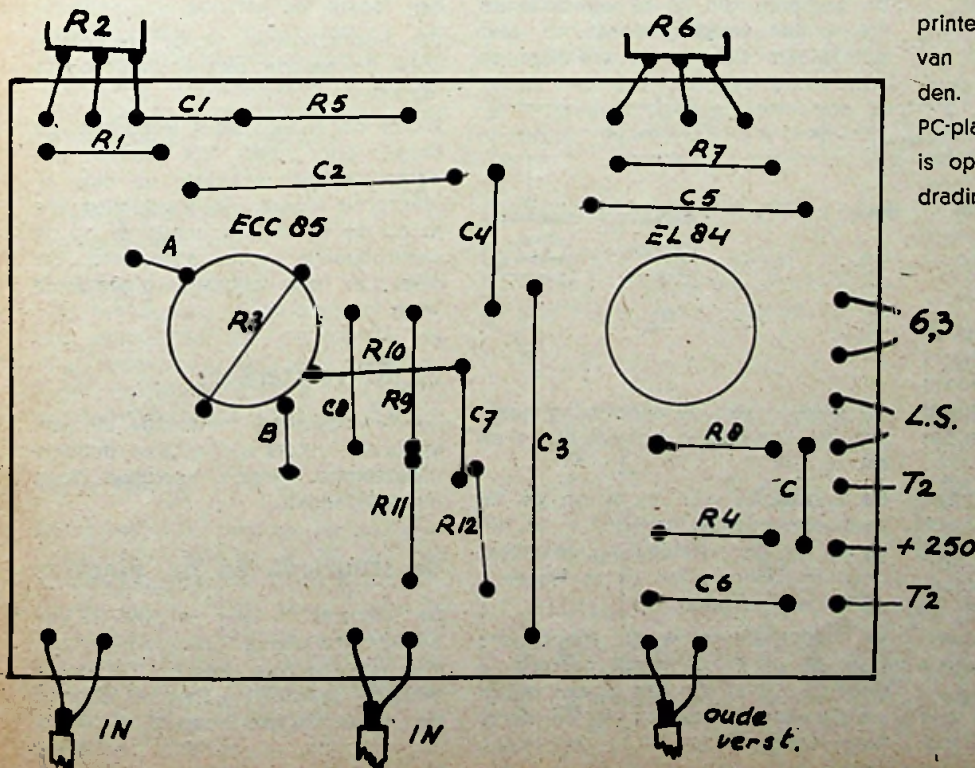 R2
R6
printe
van
den.
PC-pla
is op
dradin
C1
R5
R1
R7
C2
C5
C4
ECC 85
EL 84
A
R3
6,3
R10
C8
R9
C7
C3
B
L.S.
R8
C
T2
R11
R12
R4
+ 250
C6
T2
IN
IN
oude
verst.